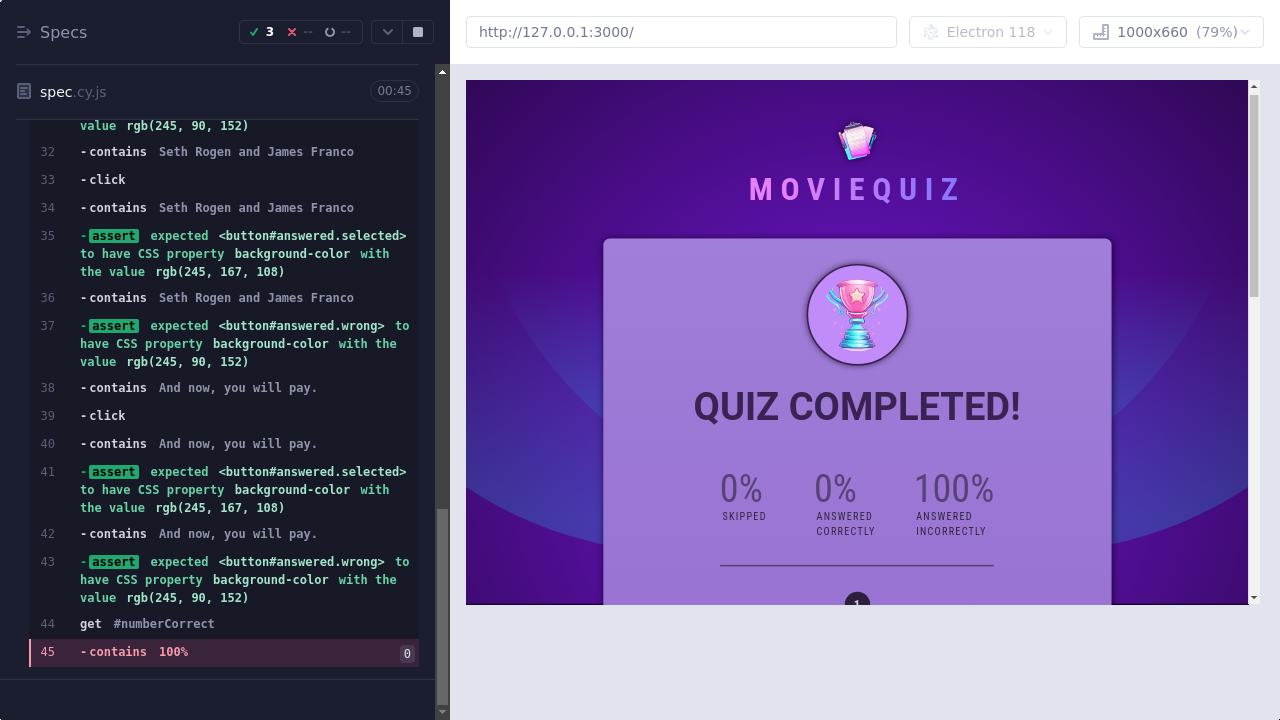 Specs
3
--
--
http://127.0.0.1:3000/
Electron 118
1000x660 (79%)
spec.cy.js
00:45
value rgb(245, 90, 152)
32 -contains Seth Rogen and James Franco
33 -click
34 -contains Seth Rogen and James Franco
35 -assert expected <button#answered.selected>
to have CSS property background-color with
the value rgb(245, 167, 108)
36 -contains Seth Rogen and James Franco
37 -assert expected <button#answered.wrong> to
have CSS property background-color with the
value rgb(245, 90, 152)
38 -contains And now, you will pay.
39 -click
40 -contains And now, you will pay.
41 -assert expected <button#answered.selected>
to have CSS property background-color with
the value rgb(245, 167, 108)
42 -contains And now, you will pay.
43 -assert expected <button#answered.wrong> to
have CSS property background-color with the
value rgb(245, 90, 152)
44 get #numberCorrect
45 -contains 100% 0
MOVIEQUIZ
QUIZ COMPLETED!
0%
SKIPPED
0%
ANSWERED
CORRECTLY
100%
ANSWERED
INCORRECTLY
1